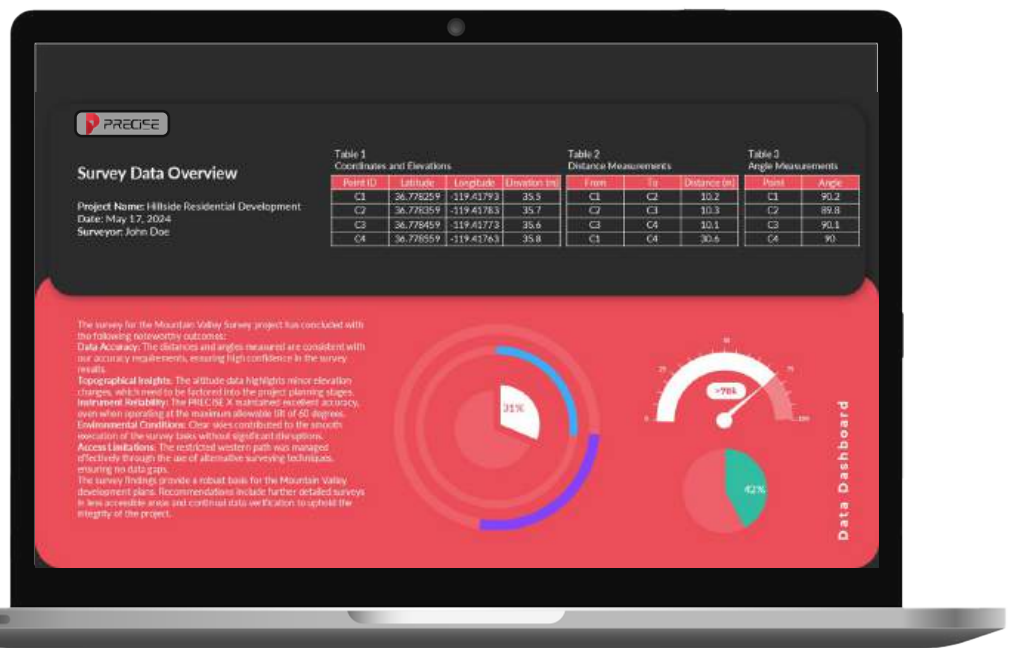 PRECISE
Survey Data Overview
Project Name: Hillside Residential Development
Date: May 17, 2024
Surveyor: John Doe
Table 1
Coordinates and Elevations
Point ID Latitude Longitude Elevation (m)
C1 36.778259 -119.41793 35.5
C2 36.778359 -119.41783 35.7
C3 36.778459 -119.41773 35.6
C4 36.778559 -119.41763 35.8
Table 2
Distance Measurements
From To Distance (m)
C1 C2 10.2
C2 C3 10.3
C3 C4 10.1
C1 C4 30.6
Table 3
Angle Measurements
Point Angle
C1 90.2
C2 89.8
C3 90.1
C4 90
The survey for the Mountain Valley Survey project has concluded with
the following noteworthy outcomes:
Data Accuracy: The distances and angles measured are consistent with
our accuracy requirements, ensuring high confidence in the survey
results.
Topographical Insights: The altitude data highlights minor elevation
changes, which need to be factored into the project planning stages.
Instrument Reliability: The PRECISE X maintained excellent accuracy,
even when operating at the maximum allowable tilt of 60 degrees.
Environmental Conditions: Clear skies contributed to the smooth
execution of the survey tasks without significant disruptions.
Access Limitations: The restricted western path was managed
effectively through the use of alternative surveying techniques,
ensuring no data gaps.
The survey findings provide a robust basis for the Mountain Valley
development plans. Recommendations include further detailed surveys
in less accessible areas and continual data verification to uphold the
integrity of the project.
31%
0
25
75
100
42%
Data Dashboard